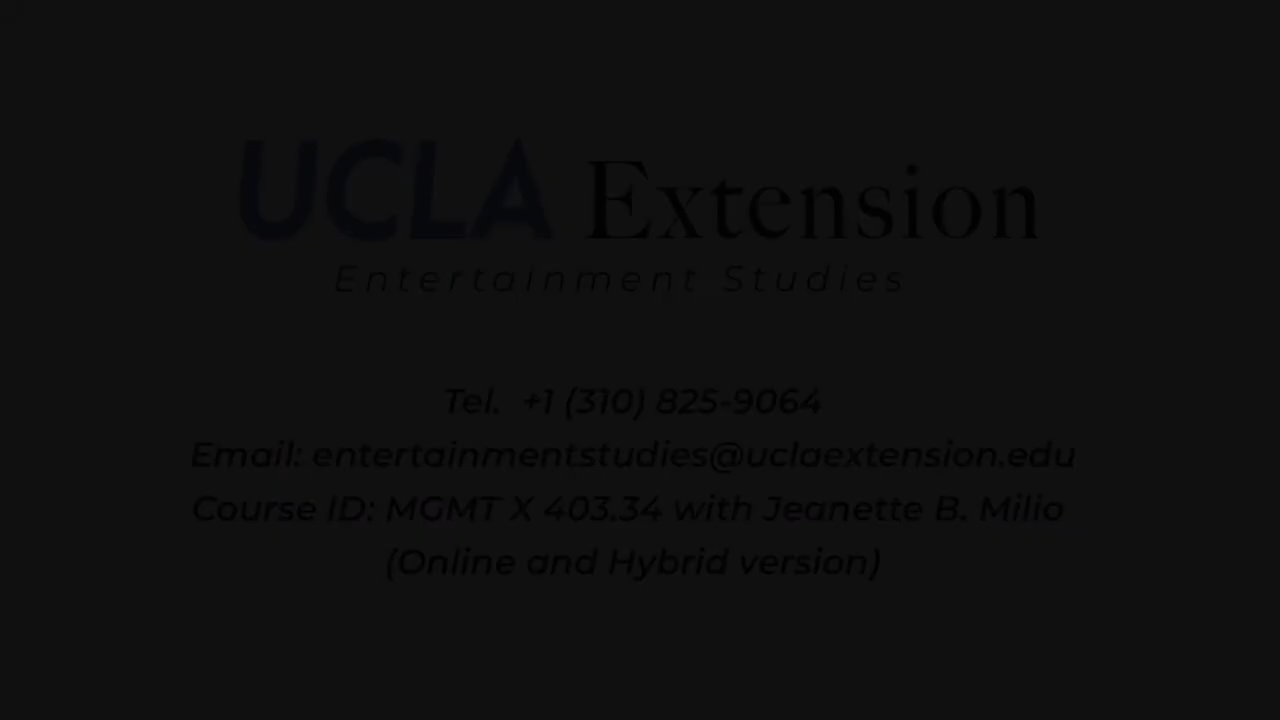 UCLA Extension
Entertainment Studies
Tel. +1 (310) 825-9064
Email: entertainmentstudies@uclaextension.edu
Course ID: MGMT X 403.34 with Jeanette B. Milio
(Online and Hybrid version)